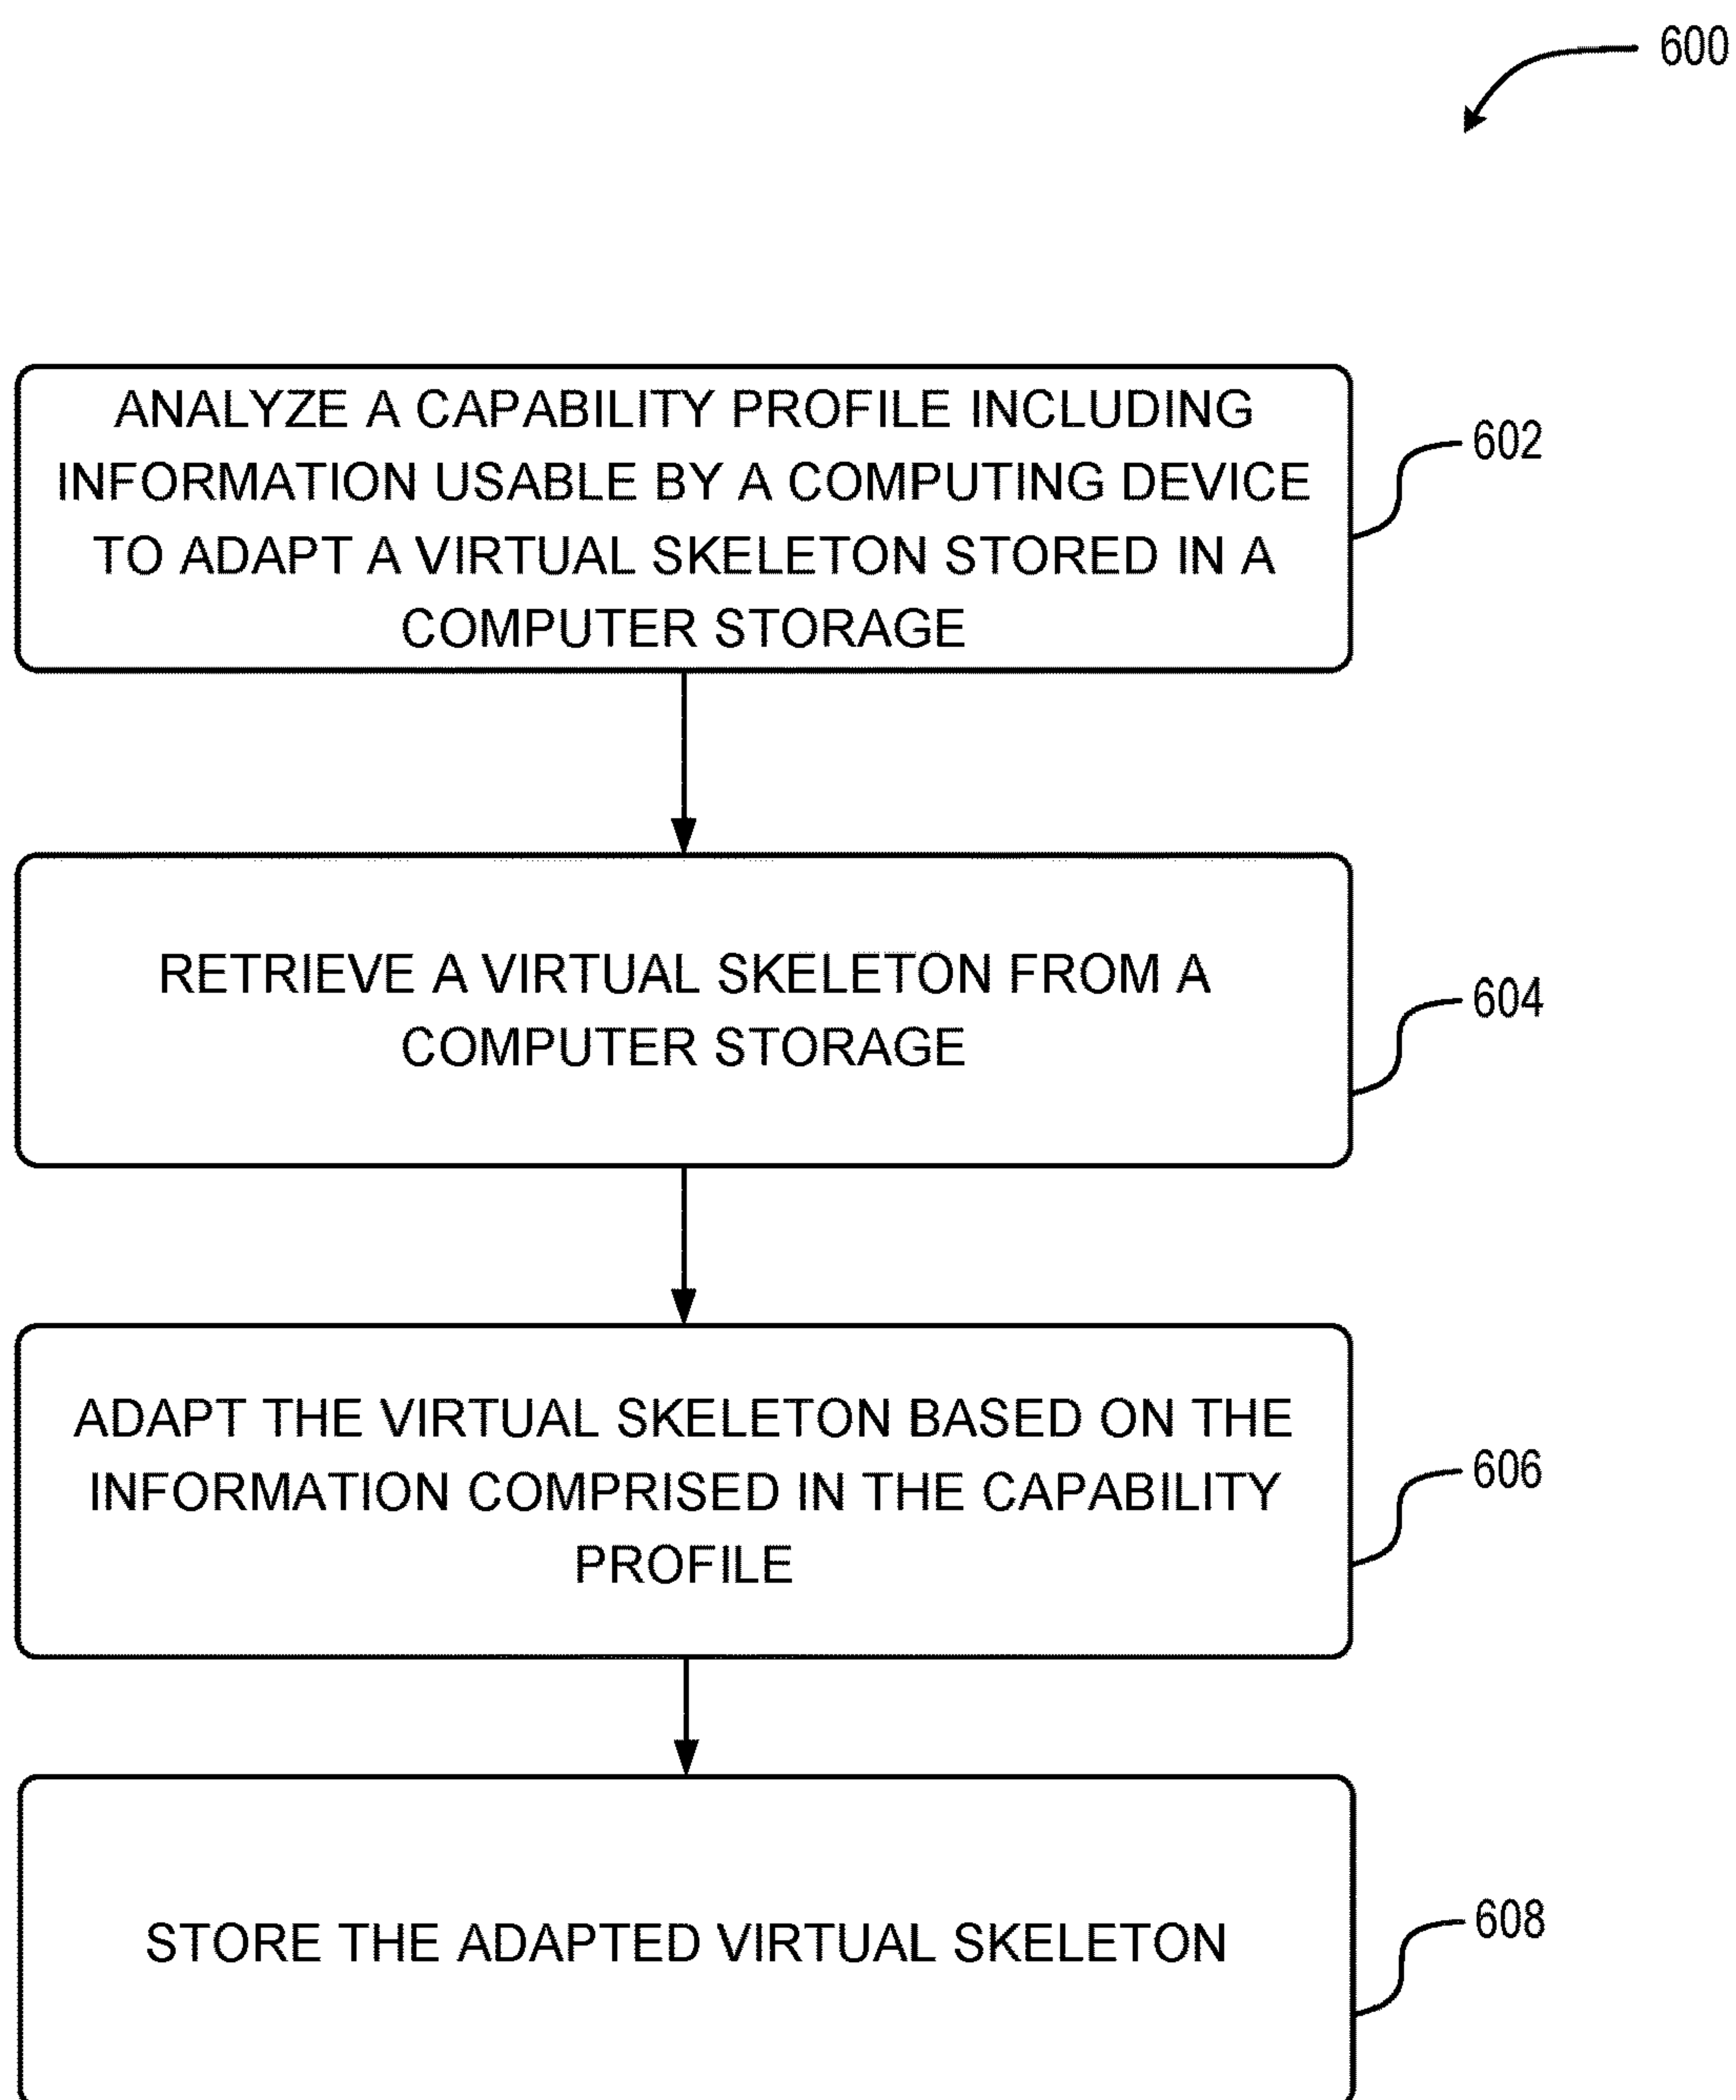 600
ANALYZE A CAPABILITY PROFILE INCLUDING
INFORMATION USABLE BY A COMPUTING DEVICE
TO ADAPT A VIRTUAL SKELETON STORED IN A
COMPUTER STORAGE
602
RETRIEVE A VIRTUAL SKELETON FROM A
COMPUTER STORAGE
604
ADAPT THE VIRTUAL SKELETON BASED ON THE
INFORMATION COMPRISED IN THE CAPABILITY
PROFILE
606
STORE THE ADAPTED VIRTUAL SKELETON
608